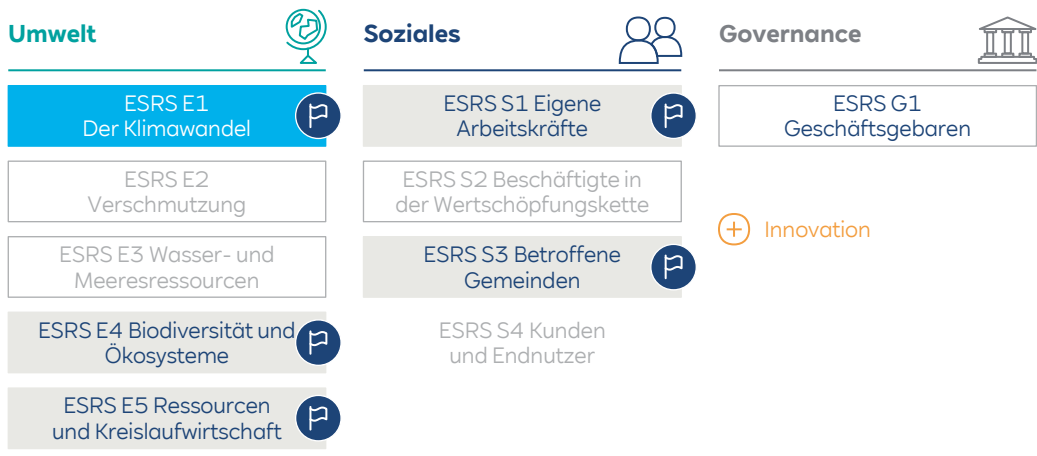 Umwelt
ESRS E1
Der Klimawandel
ESRS E2
Verschmutzung
ESRS E3 Wasser- und
Meeresressourcen
ESRS E4 Biodiversität und
Ökosysteme
ESRS E5 Ressourcen
und Kreislaufwirtschaft
Soziales
ESRS S1 Eigene
Arbeitskräfte
ESRS S2 Beschäftigte in
der Wertschöpfungskette
ESRS S3 Betroffene
Gemeinden
ESRS S4 Kunden
und Endnutzer
Governance
ESRS G1
Geschäftsgebaren
Innovation